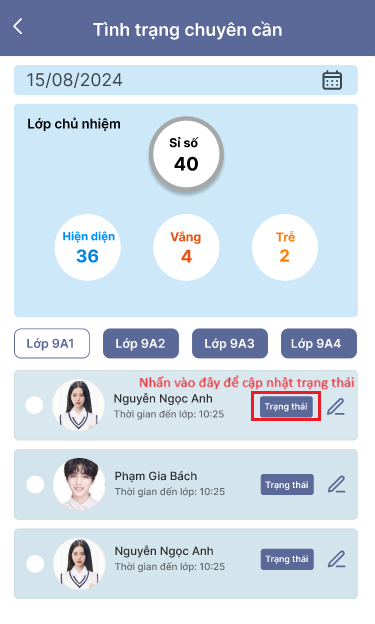 Tình trạng chuyên cần
15/08/2024
Lớp chủ nhiệm
Sỉ số
40
Hiện diện
36
Vắng
4
Trễ
2
Lớp 9A1
Lớp 9A2
Lớp 9A3
Lớp 9A4
Nhấn vào đây để cập nhật trạng thái
Nguyễn Ngọc Anh
Thời gian đến lớp: 10:25
Trạng thái
Phạm Gia Bách
Thời gian đến lớp: 10:25
Trạng thái
Nguyễn Ngọc Anh
Thời gian đến lớp: 10:25
Trạng thái